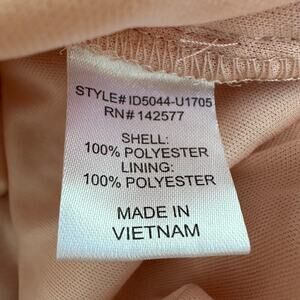 STYLE# ID5044-U1705
RN# 142577
SHELL:
100% POLYESTER
LINING:
100% POLYESTER
MADE IN
VIETNAM